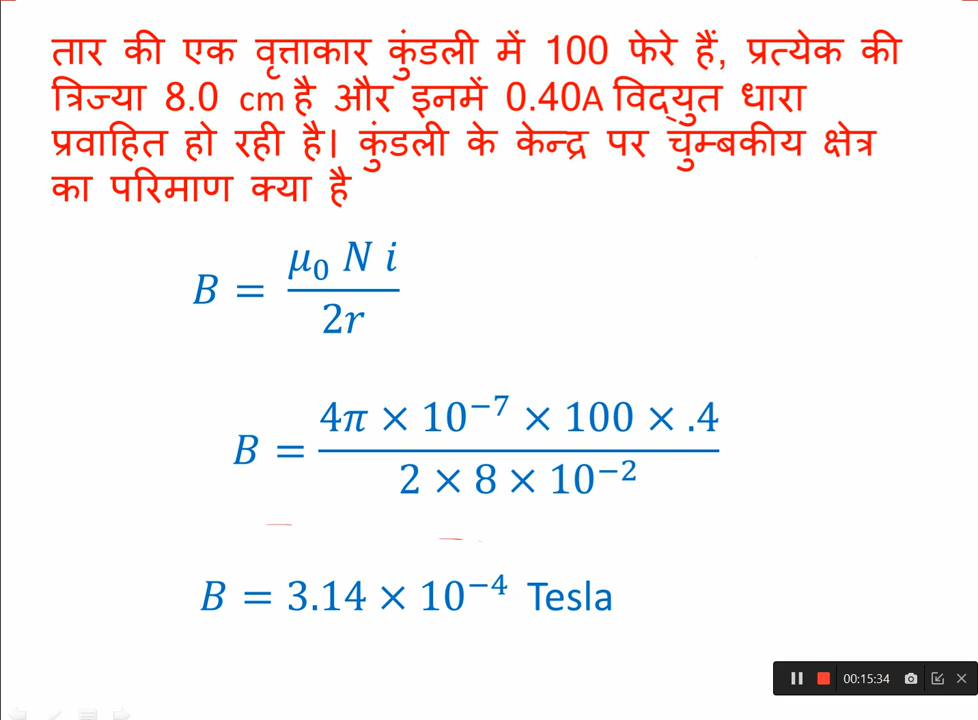 तार की एक वृत्ताकार कुंडली में 100 फेरे हैं, प्रत्येक की
त्रिज्या 8.0 cm है और इनमें 0.40A विद्युत धारा
प्रवाहित हो रही है। कुंडली के केन्द्र पर चुम्बकीय क्षेत्र
का परिमाण क्या है
B = μ₀ N i / 2r
B = 4π × 10⁻⁷ × 100 × .4 / 2 × 8 × 10⁻²
B = 3.14 × 10⁻⁴ Tesla
00:15:34